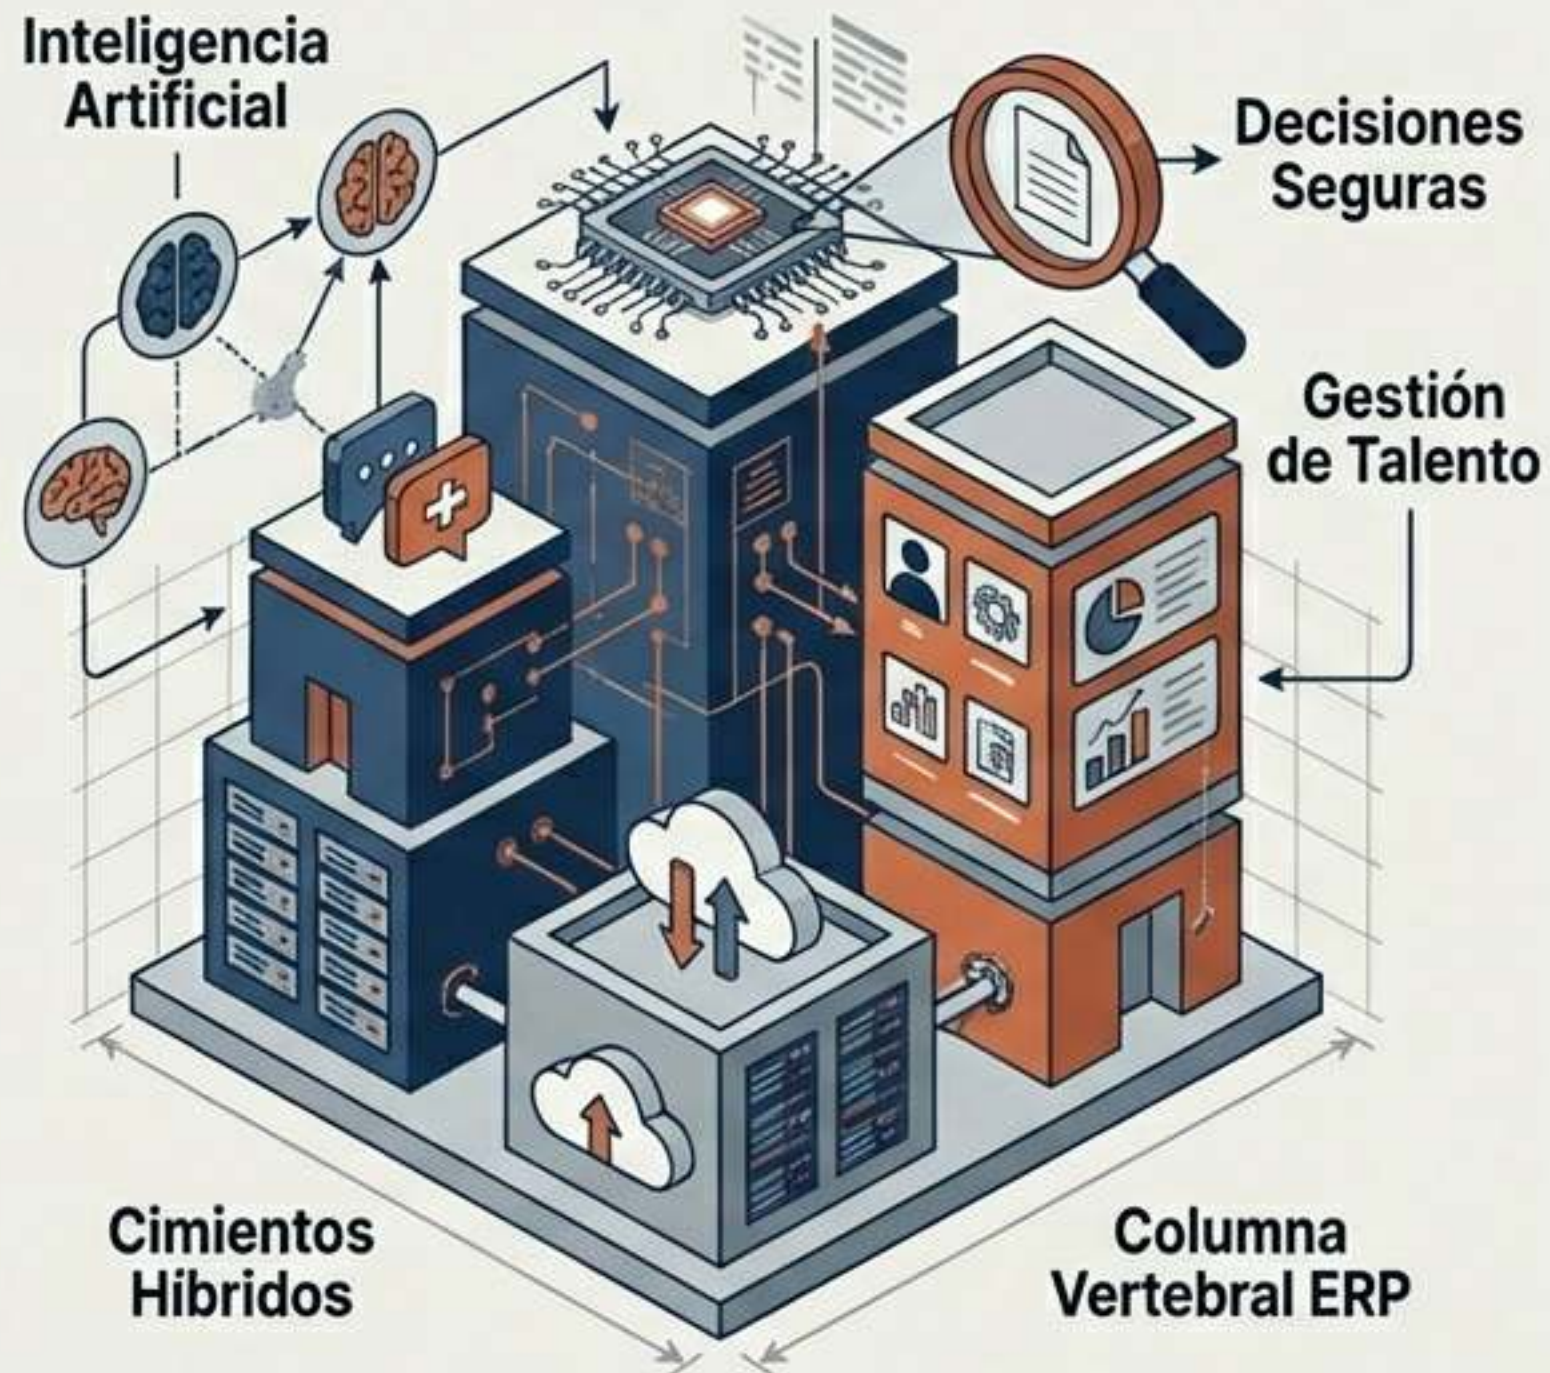 Inteligencia
Artificial
Decisiones
Seguras
Gestión
de Talento
Cimientos
Híbridos
Columna
Vertebral ERP